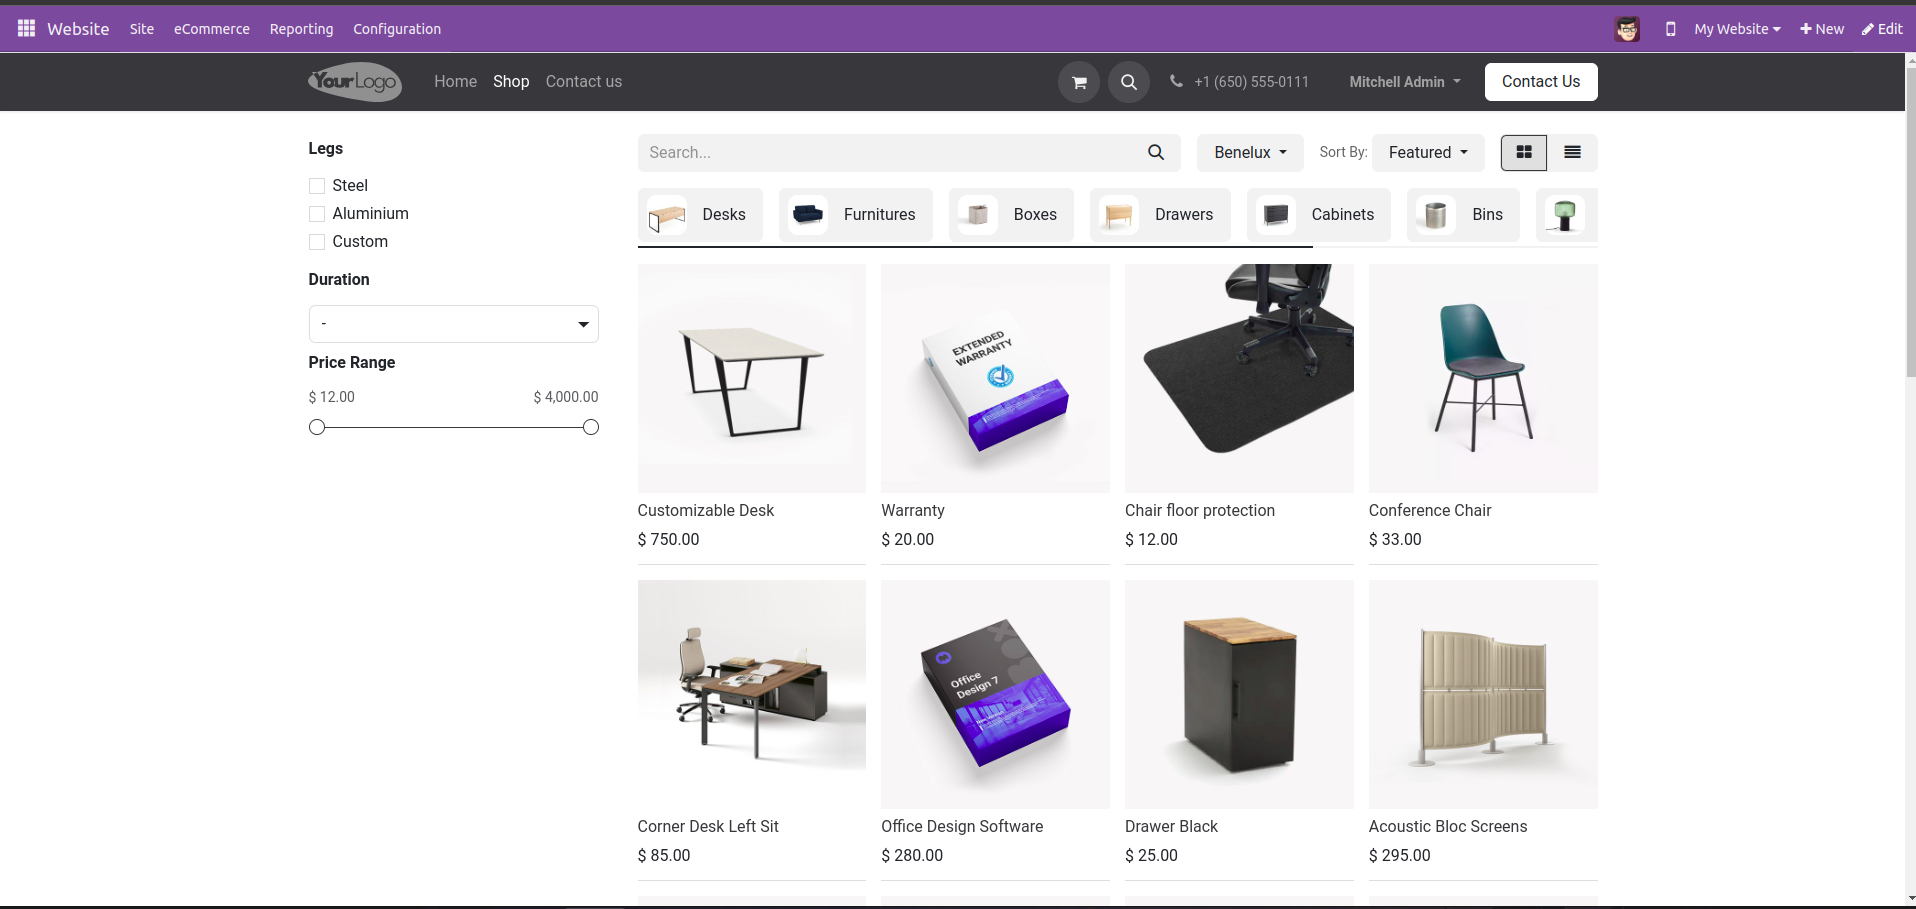 Website Site eCommerce Reporting Configuration My Website New Edit
YourLogo Home Shop Contact us +1 (650) 555-0111 Mitchell Admin Contact Us
Legs
Steel
Aluminium
Custom
Duration
-
Price Range
$ 12.00 $ 4,000.00
Search... Benelux Sort By: Featured
Desks Furnitures Boxes Drawers Cabinets Bins
EXTENDED
WARRANTY
Customizable Desk Warranty Chair floor protection Conference Chair
$ 750.00 $ 20.00 $ 12.00 $ 33.00
Office
Design 7
Corner Desk Left Sit Office Design Software Drawer Black Acoustic Bloc Screens
$ 85.00 $ 280.00 $ 25.00 $ 295.00